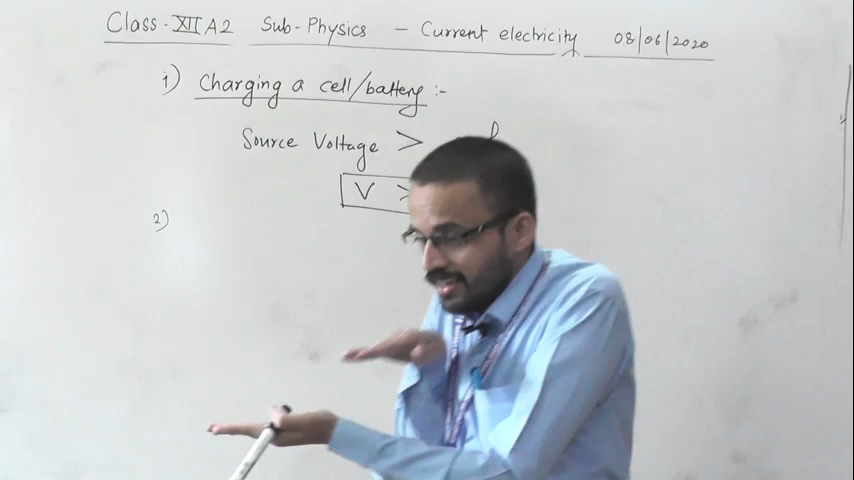 Class - XII A2 Sub - Physics - Current electricity 08/06/2020
1) Charging a cell/battery :-
Source Voltage >
V >
2)